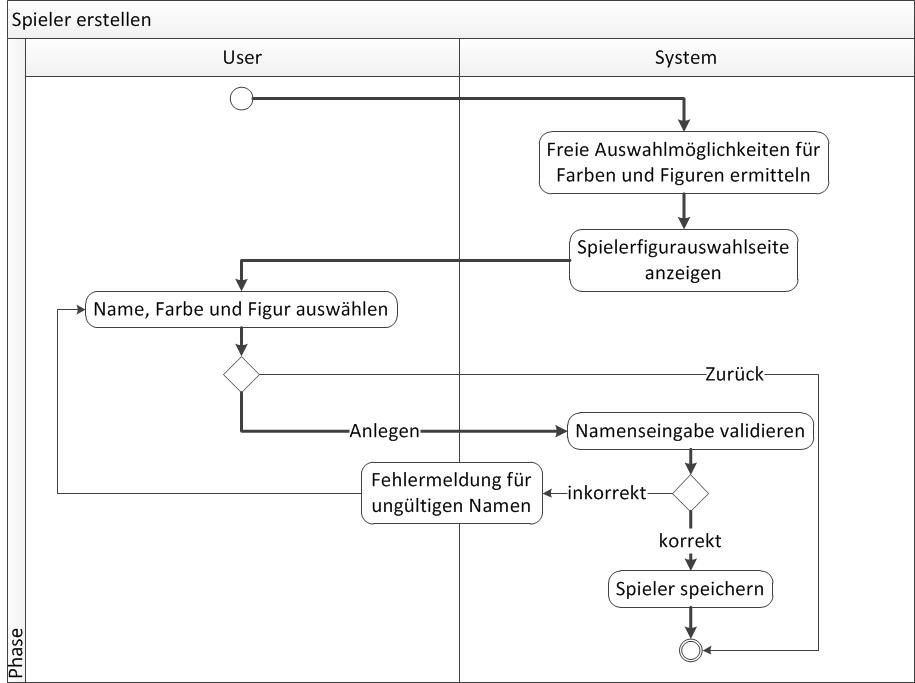 Spieler erstellen
User
System
Freie Auswahlmöglichkeiten für
Farben und Figuren ermitteln
Spielerfigurauswahlseite
anzeigen
Name, Farbe und Figur auswählen
Zurück
Anlegen
Namenseingabe validieren
Fehlermeldung für
ungültigen Namen
inkorrekt
korrekt
Spieler speichern
Phase